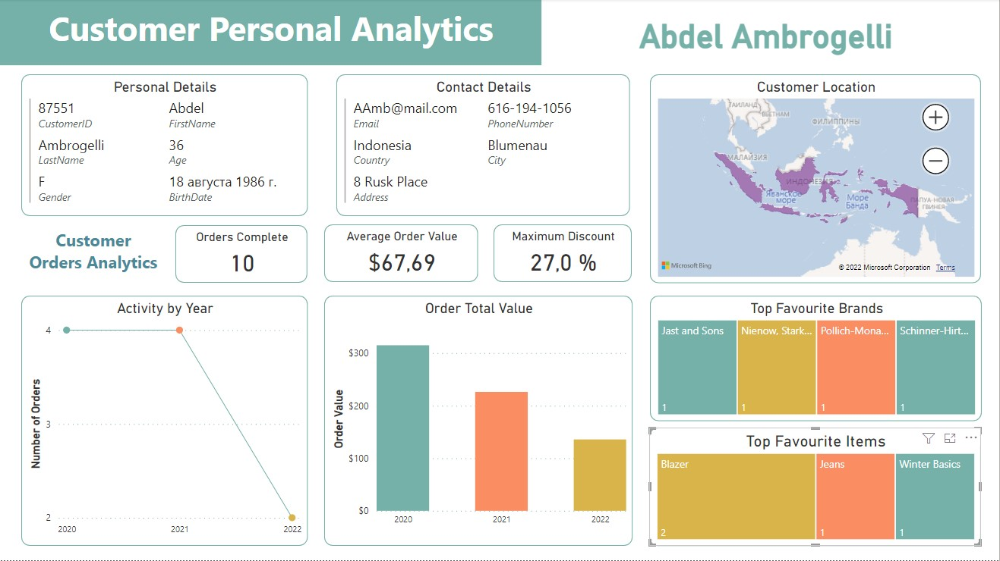 Customer Personal Analytics
Abdel Ambrogelli
Personal Details
87551
Abdel
CustomerID
FirstName
Ambrogelli
36
LastName
Age
F
18 августа 1986 г.
Gender
BirthDate
Contact Details
AAmb@mail.com
616-194-1056
Email
PhoneNumber
Indonesia
Blumenau
Country
City
8 Rusk Place
Address
Customer Location
ТАИЛАНД
ВЬЕТНАМ
ФИЛИППИНЫ
МАЛАЙЗИЯ
ИНДОНЕЗИЯ
Яванское
море
Море
Банда
ПАПУА-НОВАЯ
ГВИНЕЯ
Microsoft Bing
© 2022 Microsoft Corporation Terms
Customer
Orders Analytics
Orders Complete
10
Average Order Value
$67,69
Maximum Discount
27,0 %
Activity by Year
Number of Orders
4
3
2
2020
2021
2022
Order Total Value
Order Value
$300
$200
$100
$0
2020
2021
2022
Top Favourite Brands
Jast and Sons
Nienow, Stark...
Pollich-Mona...
Schinner-Hirt...
1
1
1
1
Top Favourite Items
Blazer
Jeans
Winter Basics
2
1
1